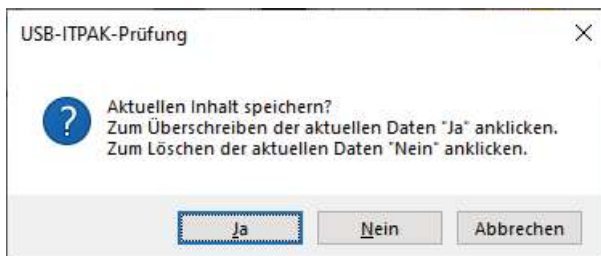 USB-ITPAK-Prüfung
Aktuellen Inhalt speichern?
Zum Überschreiben der aktuellen Daten "Ja" anklicken.
Zum Löschen der aktuellen Daten "Nein" anklicken.
Ja Nein Abbrechen